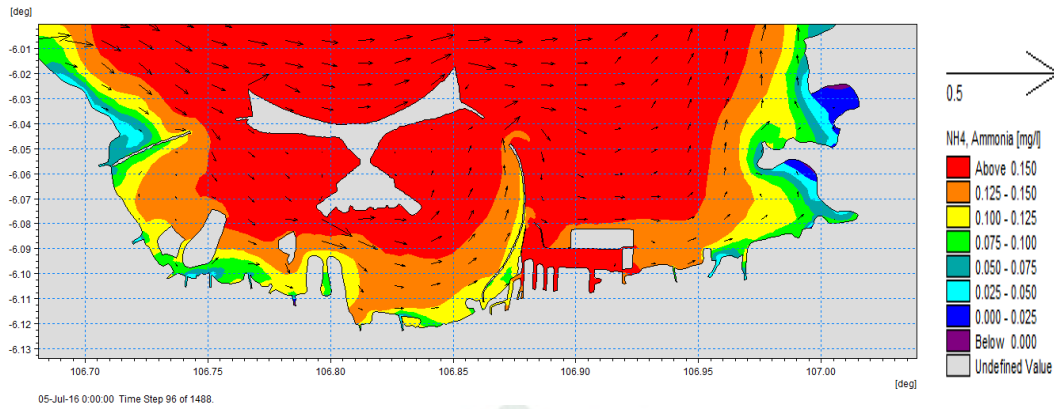 [deg]
-6.01
-6.02
-6.03
-6.04
-6.05
-6.06
-6.07
-6.08
-6.09
-6.10
-6.11
-6.12
-6.13
106.70 106.75 106.80 106.85 106.90 106.95 107.00
[deg]
05-Jul-16 0:00:00 Time Step 96 of 1488.
0.5
NH4, Ammonia [mg/l]
Above 0.150
0.125 - 0.150
0.100 - 0.125
0.075 - 0.100
0.050 - 0.075
0.025 - 0.050
0.000 - 0.025
Below 0.000
Undefined Value